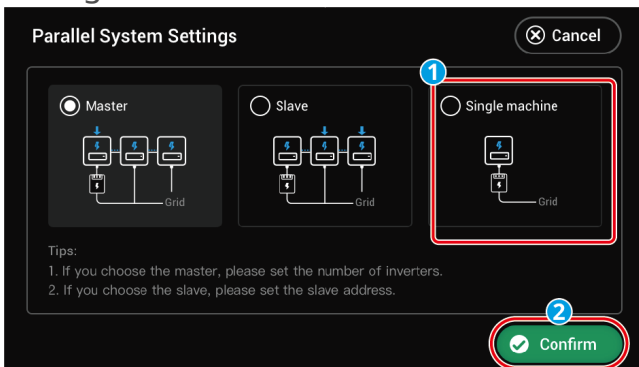 Parallel System Settings
Cancel
1
Master
Slave
Single machine
Grid
Grid
Grid
Tips:
1. If you choose the master, please set the number of inverters.
2. If you choose the slave, please set the slave address.
2
Confirm